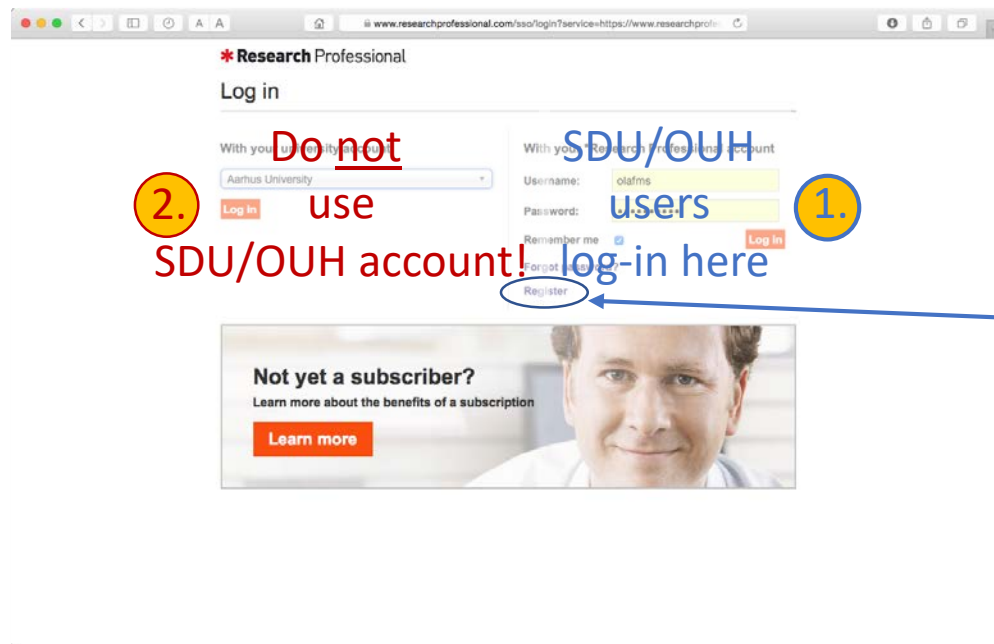 www.researchprofessional.com/sso/login?service=https://www.researchprofe
A A
*Research Professional
Log in
With your university account
Aarhus University
Log in
With your *Research Professional account
Username: olafms
Password: ••••••••••
Remember me
Log in
Forgot password?
Register
2.
Do not
use
SDU/OUH account!
SDU/OUH
users
log-in here
1.
Not yet a subscriber?
Learn more about the benefits of a subscription
Learn more